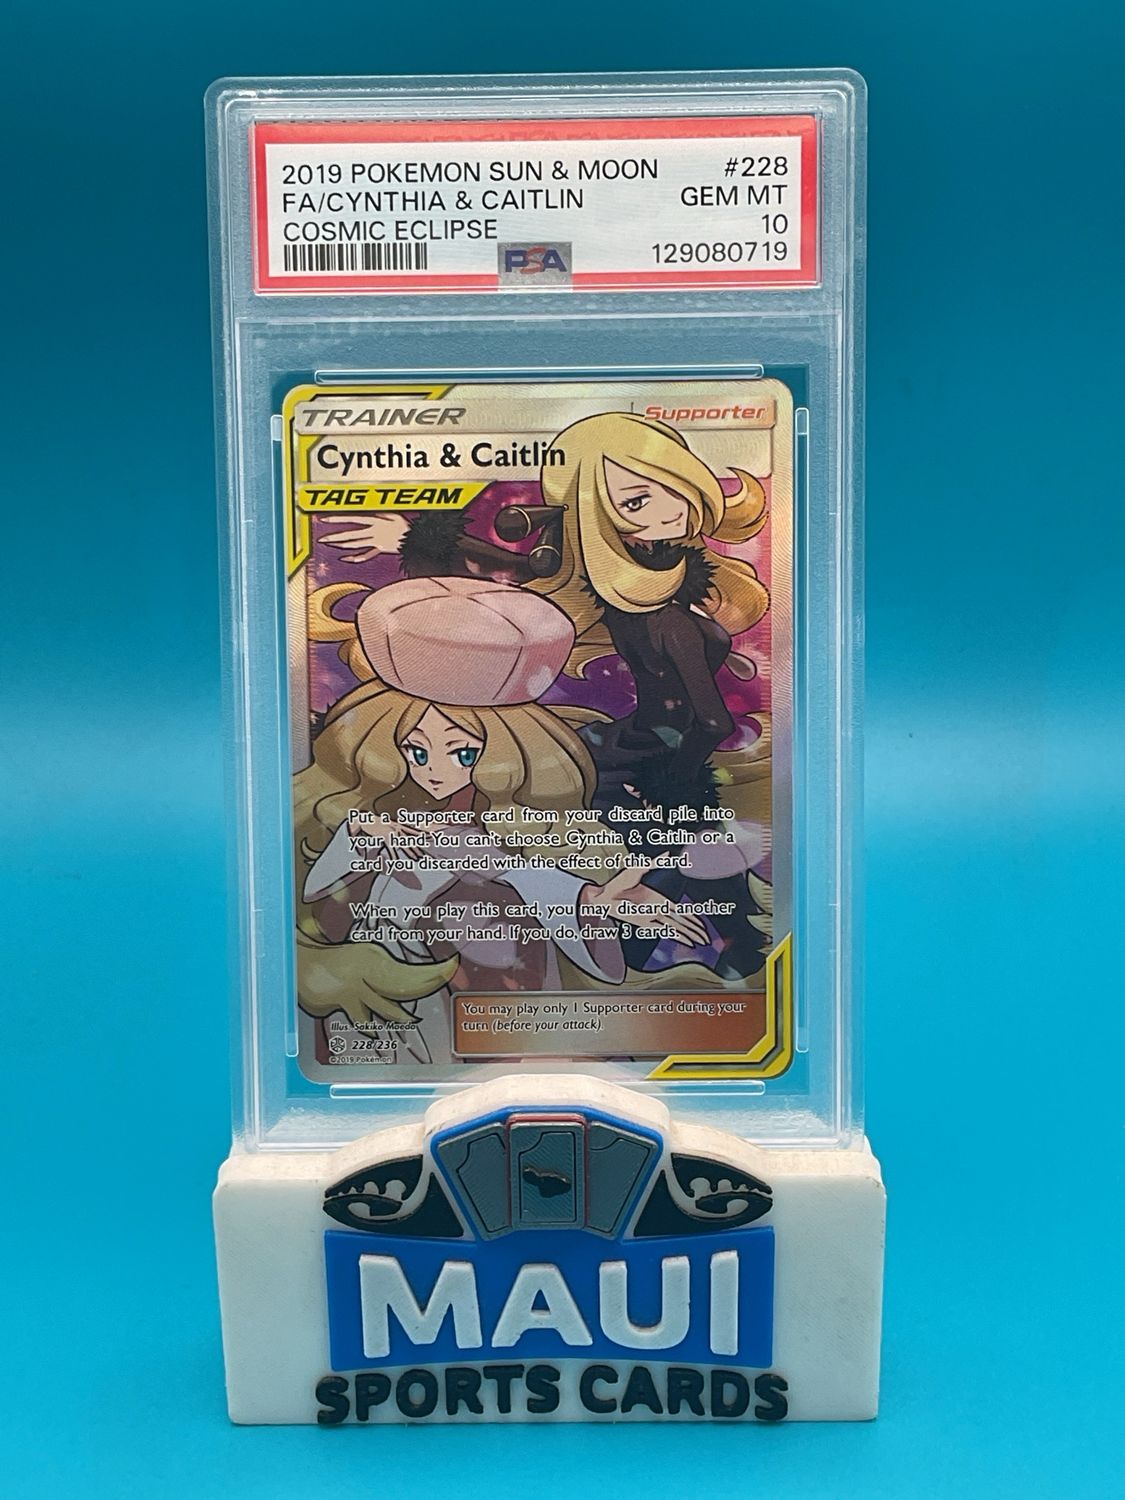 2019 POKEMON SUN & MOON #228
FA/CYNTHIA & CAITLIN GEM MT
COSMIC ECLIPSE 10
PSA 129080719
TRAINER Supporter
Cynthia & Caitlin
TAG TEAM
Put a Supporter card from your discard pile into
your hand. You can't choose Cynthia & Caitlin or a
card you discarded with the effect of this card.
When you play this card, you may discard another
card from your hand. If you do, draw 3 cards.
You may play only 1 Supporter card during your
turn (before your attack).
Illus. Sakiko Maeda
228/236
©2019 Pokémon
MAUI
SPORTS CARDS